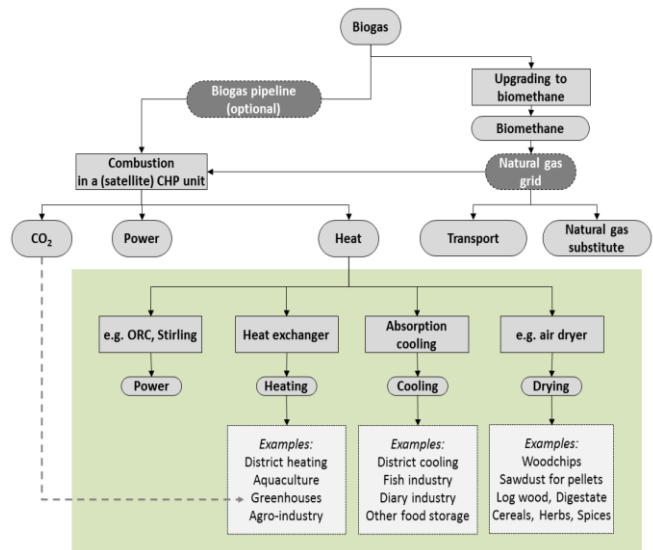 Biogas
Biogas pipeline
(optional)
Upgrading to
biomethane
Biomethane
Combustion
in a (satellite) CHP unit
Natural gas
grid
CO₂
Power
Heat
Transport
Natural gas
substitute
e.g. ORC, Stirling
Heat exchanger
Absorption
cooling
e.g. air dryer
Power
Heating
Cooling
Drying
Examples:
District heating
Aquaculture
Greenhouses
Agro-industry
Examples:
District cooling
Fish industry
Diary industry
Other food storage
Examples:
Woodchips
Sawdust for pellets
Log wood, Digestate
Cereals, Herbs, Spices